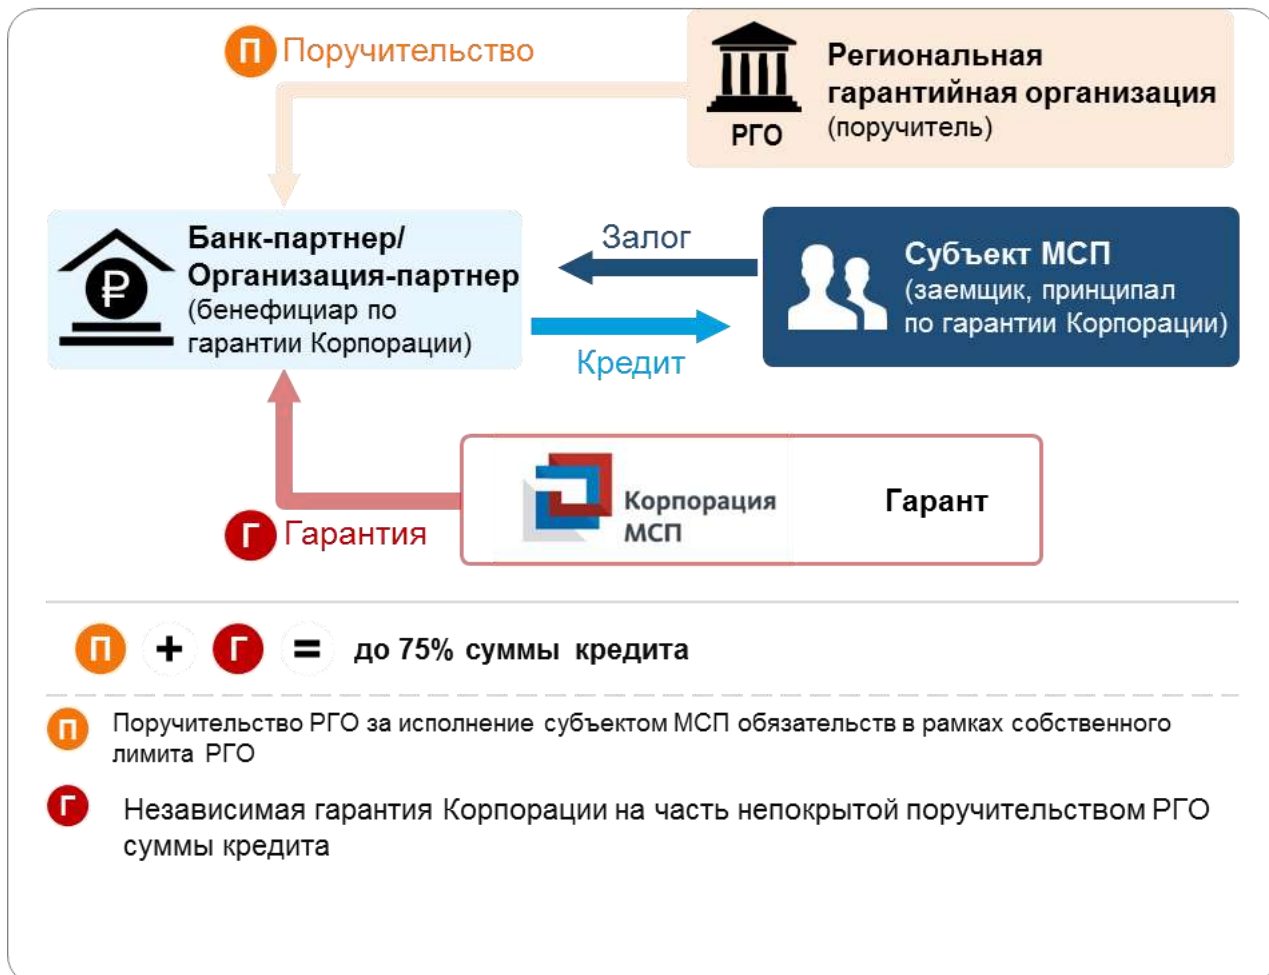 П Поручительство
Региональная
гарантийная организация
(поручитель)
РГО
Банк-партнер/
Организация-партнер
(бенефициар по
гарантии Корпорации)
Залог
Кредит
Субъект МСП
(заемщик, принципал
по гарантии Корпорации)
Корпорация
МСП
Гарант
Г Гарантия
П + Г = до 75% суммы кредита
П Поручительство РГО за исполнение субъектом МСП обязательств в рамках собственного
лимита РГО
Г Независимая гарантия Корпорации на часть непокрытой поручительством РГО
суммы кредита